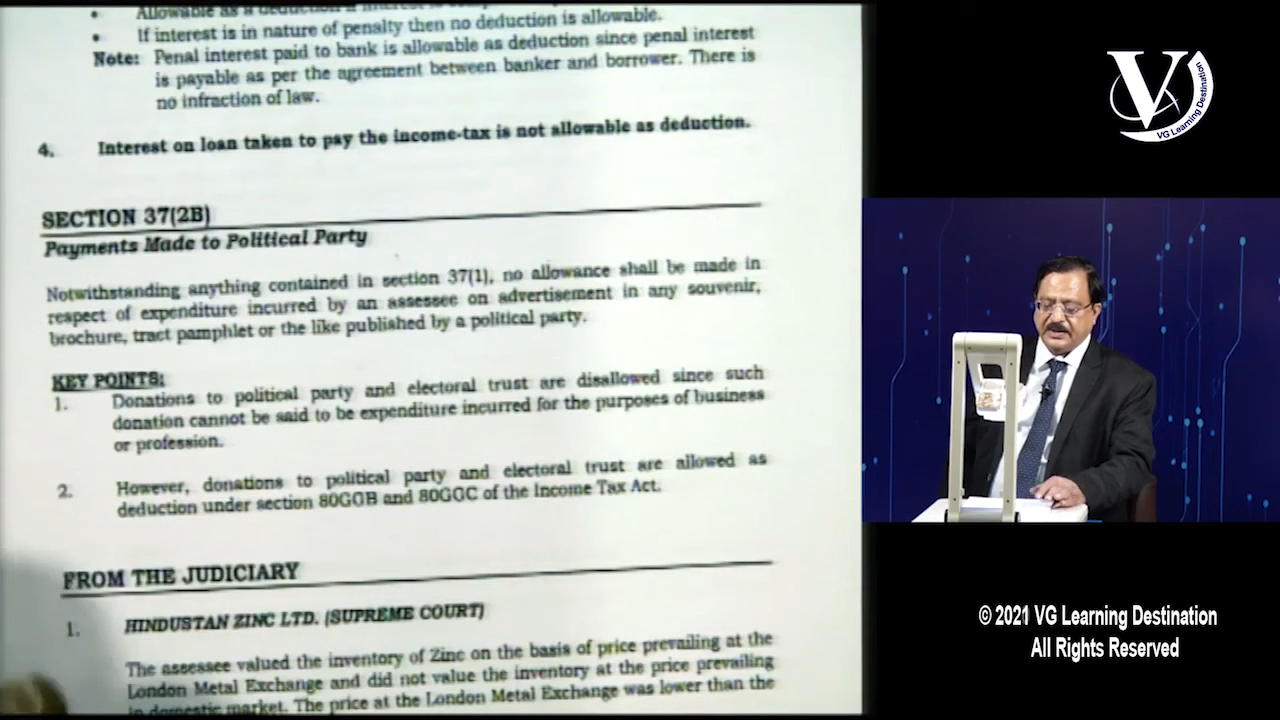 Allowable as a deduction if interest is
If interest is in nature of penalty then no deduction is allowable.
Note: Penal interest paid to bank is allowable as deduction since penal interest
is payable as per the agreement between banker and borrower. There is
no infraction of law.
4. Interest on loan taken to pay the income-tax is not allowable as deduction.
SECTION 37(2B)
Payments Made to Political Party
Notwithstanding anything contained in section 37(1), no allowance shall be made in
respect of expenditure incurred by an assessee on advertisement in any souvenir,
brochure, tract pamphlet or the like published by a political party.
KEY POINTS:
1. Donations to political party and electoral trust are disallowed since such
donation cannot be said to be expenditure incurred for the purposes of business
or profession.
2. However, donations to political party and electoral trust are allowed as
deduction under section 80GGB and 80GGC of the Income Tax Act.
FROM THE JUDICIARY
1. HINDUSTAN ZINC LTD. (SUPREME COURT)
The assessee valued the inventory of Zinc on the basis of price prevailing at the
London Metal Exchange and did not value the inventory at the price prevailing
in domestic market. The price at the London Metal Exchange was lower than the
V
VG Learning Destination
© 2021 VG Learning Destination
All Rights Reserved